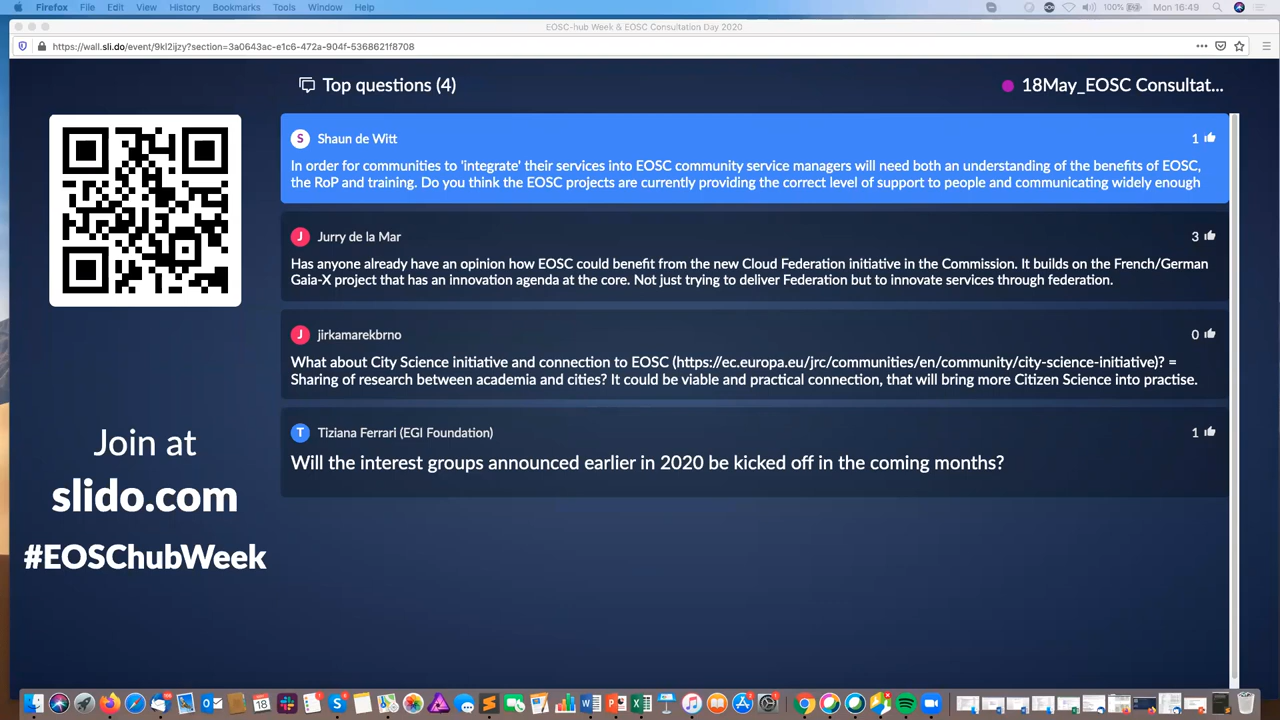 Firefox File Edit View History Bookmarks Tools Window Help 100% Mon 16:49
EOSC-hub Week & EOSC Consultation Day 2020
https://wall.sli.do/event/9kl2ijzy?section=3a0643ac-e1c6-472a-904f-5368621f8708
Top questions (4)
18May_EOSC Consultat...
S Shaun de Witt 1
In order for communities to 'integrate' their services into EOSC community service managers will need both an understanding of the benefits of EOSC,
the RoP and training. Do you think the EOSC projects are currently providing the correct level of support to people and communicating widely enough
J Jurry de la Mar 3
Has anyone already have an opinion how EOSC could benefit from the new Cloud Federation initiative in the Commission. It builds on the French/German
Gaia-X project that has an innovation agenda at the core. Not just trying to deliver Federation but to innovate services through federation.
J jirkamarekbrno 0
What about City Science initiative and connection to EOSC (https://ec.europa.eu/jrc/communities/en/community/city-science-initiative)? =
Sharing of research between academia and cities? It could be viable and practical connection, that will bring more Citizen Science into practise.
T Tiziana Ferrari (EGI Foundation) 1
Will the interest groups announced earlier in 2020 be kicked off in the coming months?
Join at
slido.com
#EOSChubWeek
18